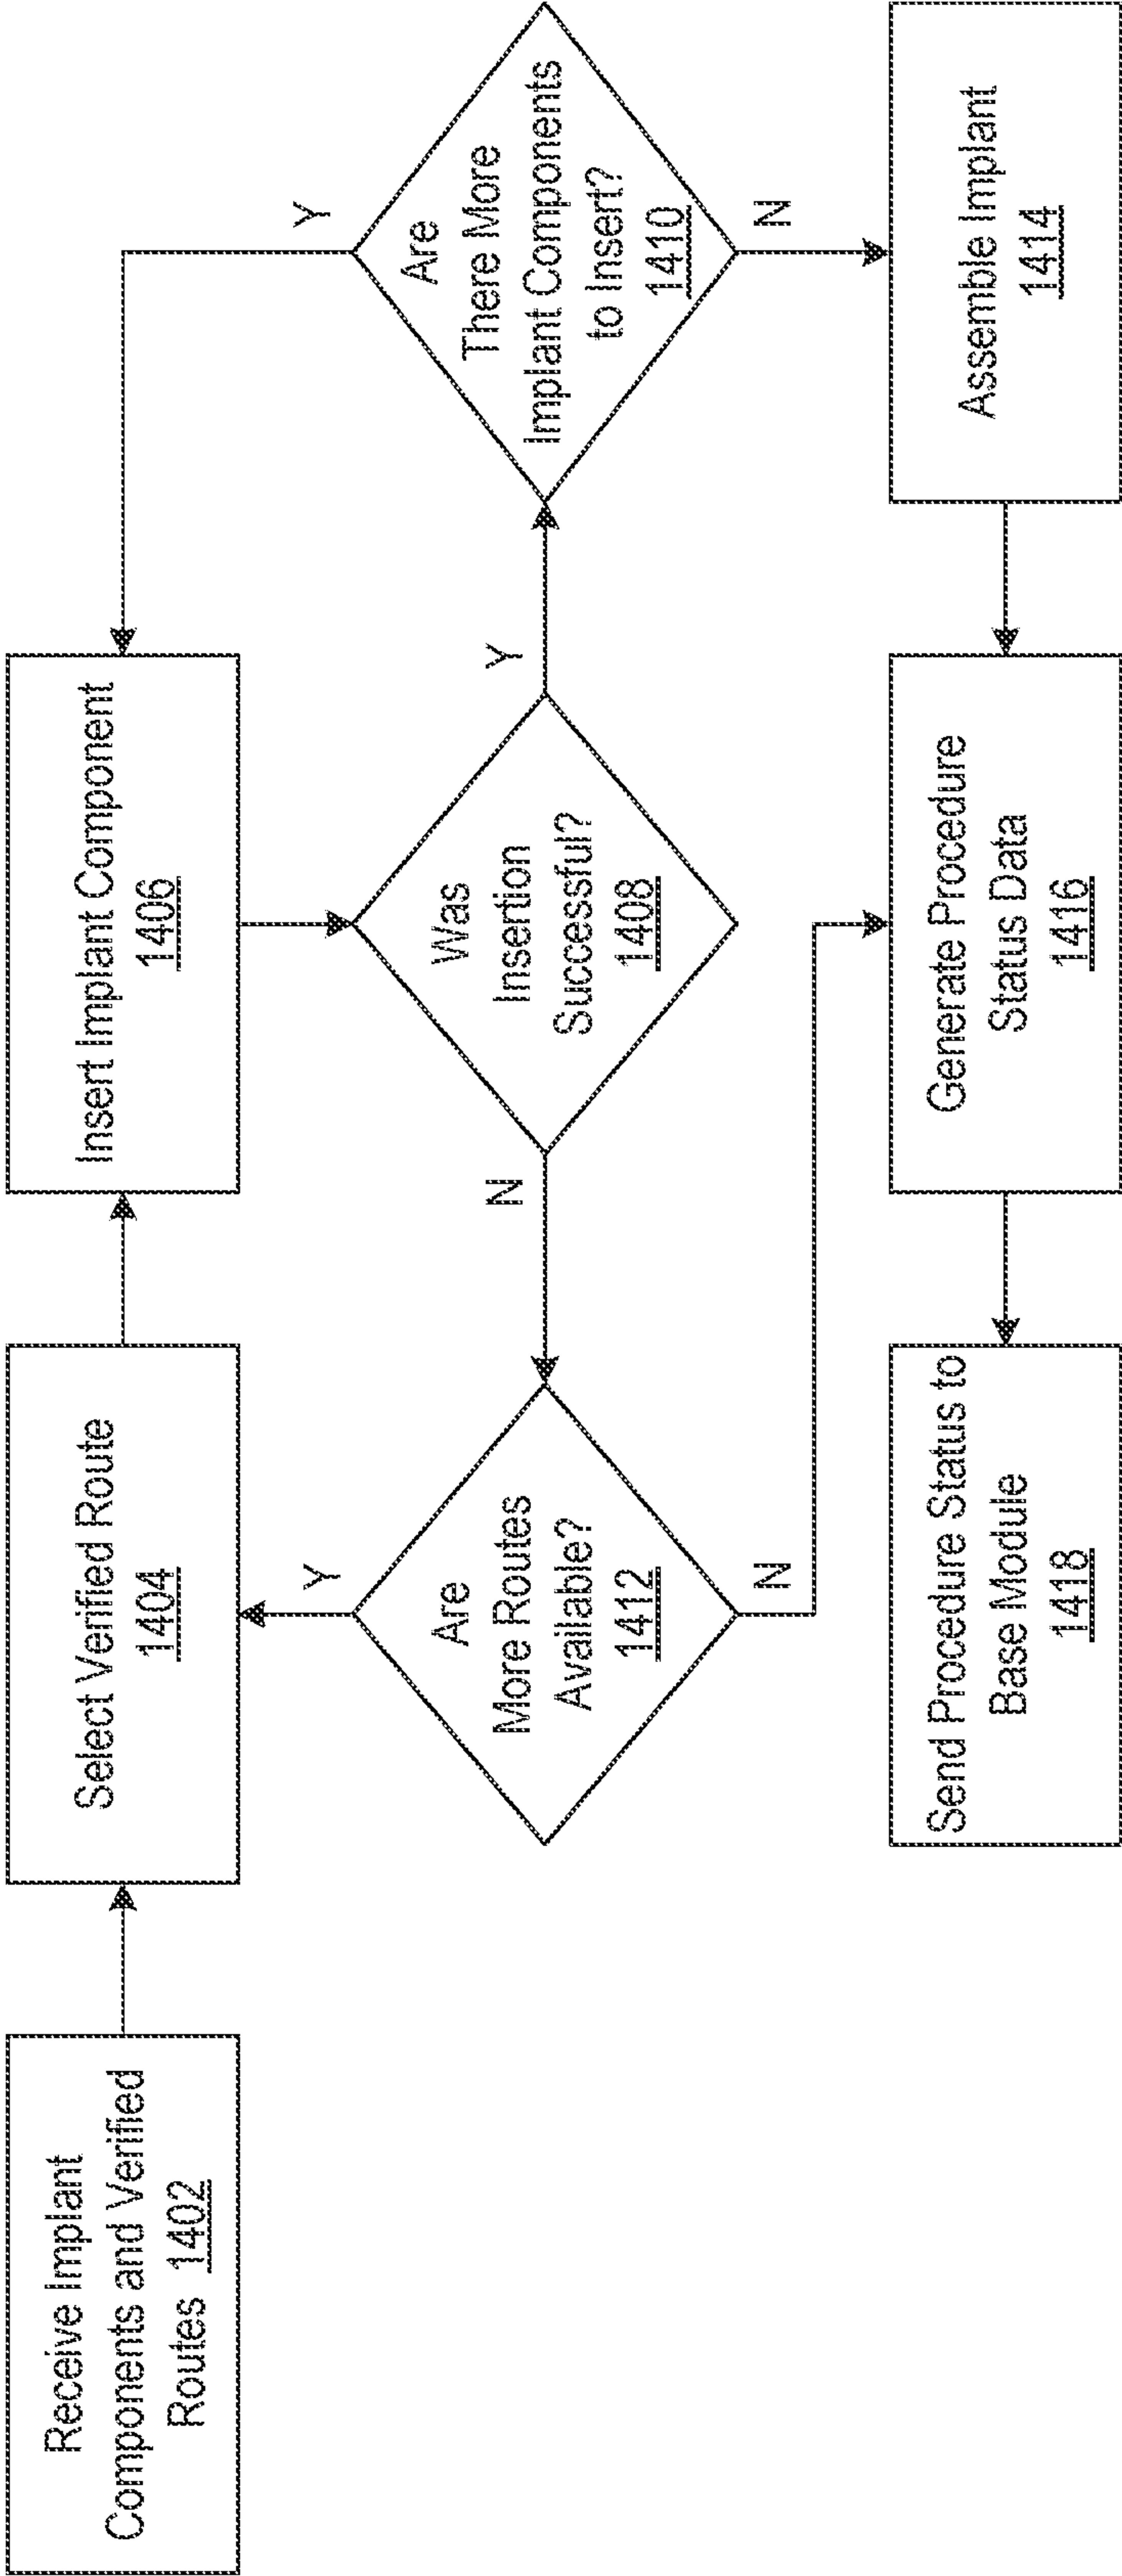 Receive Implant
Components and Verified
Routes 1402
Select Verified Route
1404
Insert Implant Component
1406
Y
Are
More Routes
Available?
1412
Y
N
N
Was
Insertion
Successful?
1408
Y
Are
There More
Implant Components
to Insert?
1410
N
Send Procedure Status to
Base Module
1418
Generate Procedure
Status Data
1416
Assemble Implant
1414